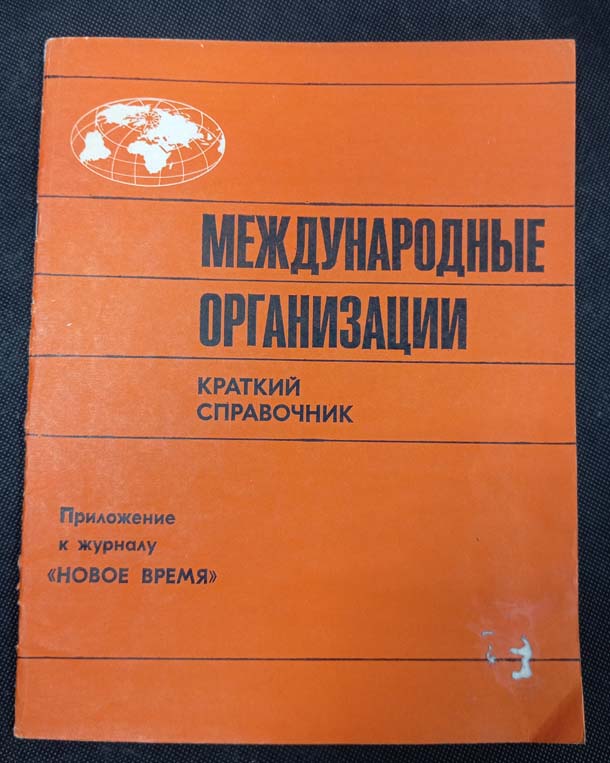 МЕЖДУНАРОДНЫЕ
ОРГАНИЗАЦИИ
КРАТКИЙ
СПРАВОЧНИК
Приложение
к журналу
«НОВОЕ ВРЕМЯ»